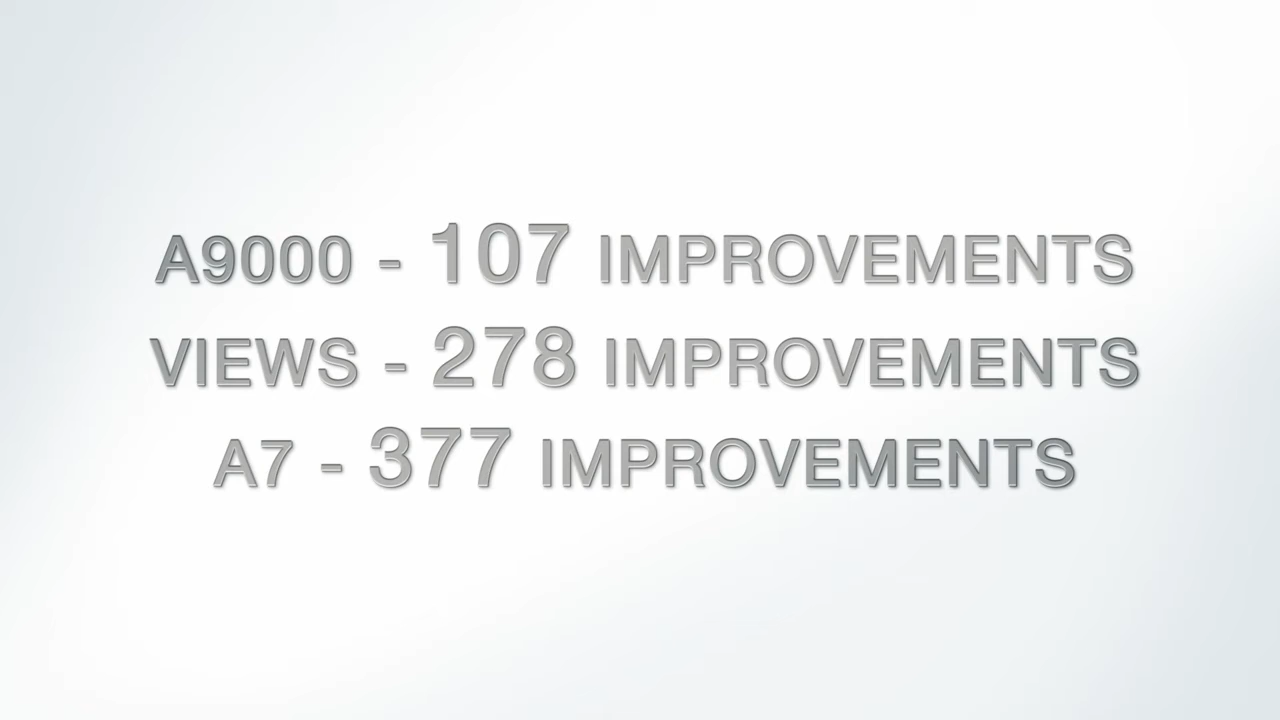 A9000 - 107 IMPROVEMENTS
VIEWS - 278 IMPROVEMENTS
A7 - 377 IMPROVEMENTS